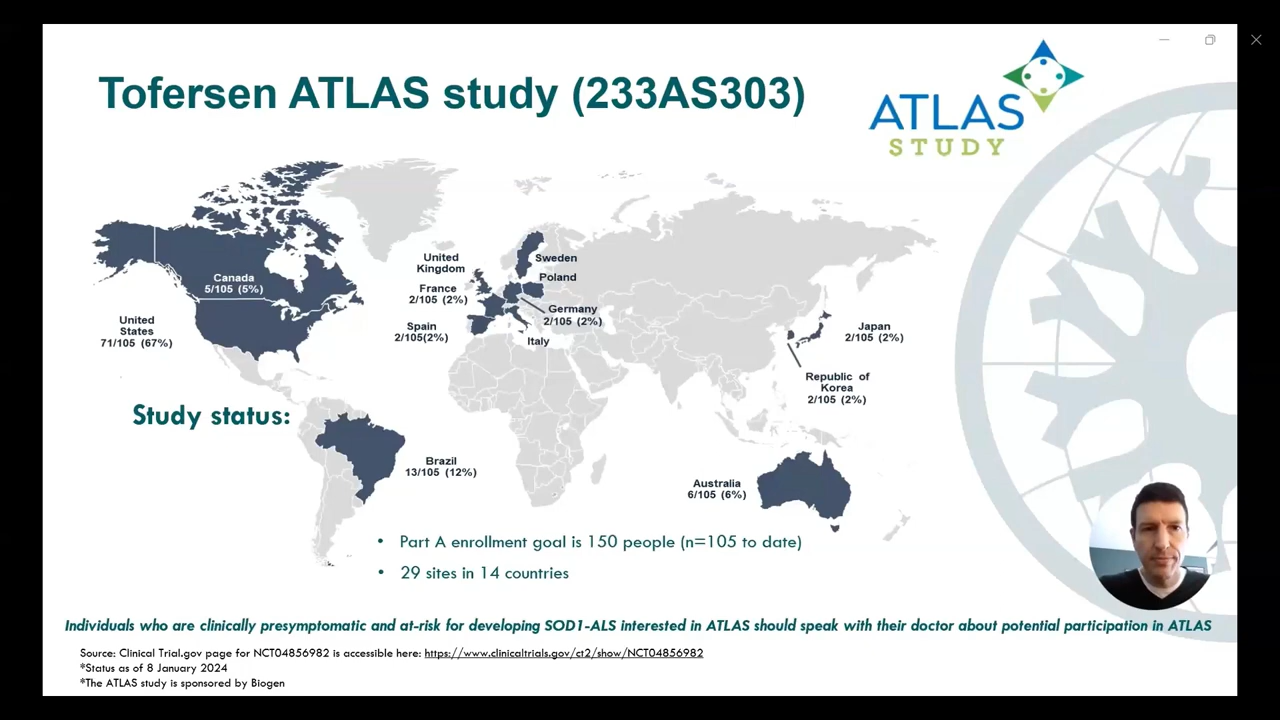 Tofersen ATLAS study (233AS303)
ATLAS
STUDY
Canada
5/105 (5%)
United
States
71/105 (67%)
United
Kingdom
France
2/105 (2%)
Spain
2/105(2%)
Sweden
Poland
Germany
2/105 (2%)
Italy
Japan
2/105 (2%)
Republic of
Korea
2/105 (2%)
Study status:
Brazil
13/105 (12%)
Australia
6/105 (6%)
• Part A enrollment goal is 150 people (n=105 to date)
• 29 sites in 14 countries
Individuals who are clinically presymptomatic and at-risk for developing SOD1-ALS interested in ATLAS should speak with their doctor about potential participation in ATLAS
Source: Clinical Trial.gov page for NCT04856982 is accessible here: https://www.clinicaltrials.gov/ct2/show/NCT04856982
*Status as of 8 January 2024
*The ATLAS study is sponsored by Biogen